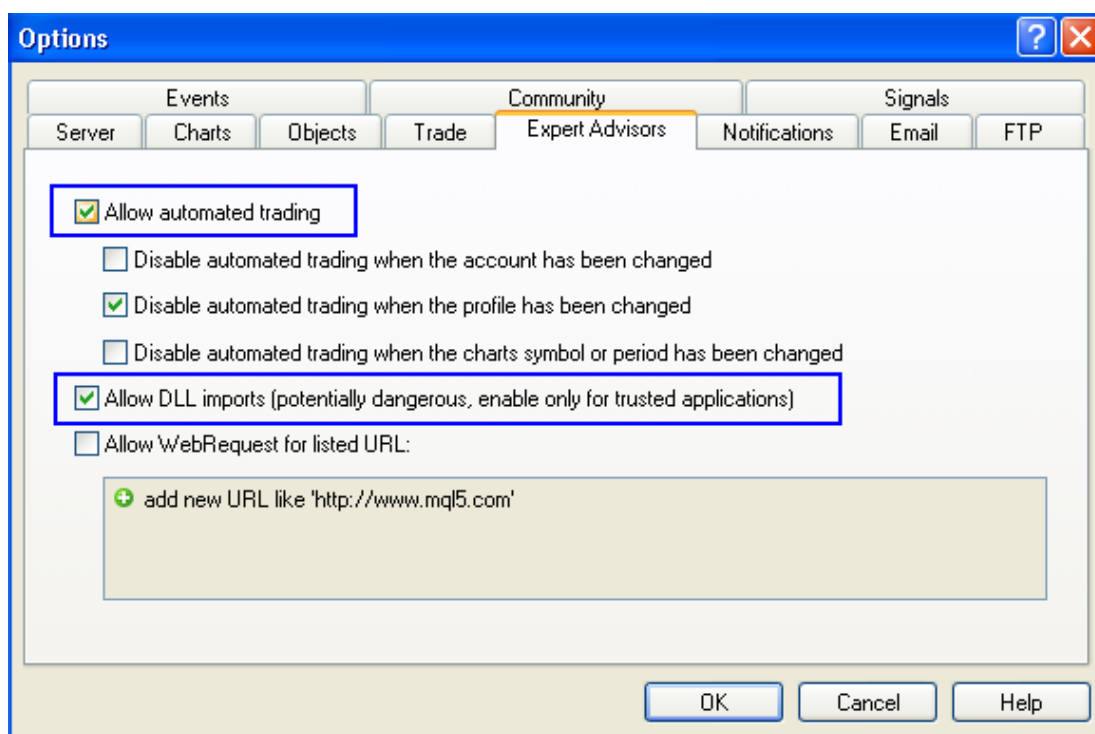 Options
Events Community Signals
Server Charts Objects Trade Expert Advisors Notifications Email FTP
Allow automated trading
Disable automated trading when the account has been changed
Disable automated trading when the profile has been changed
Disable automated trading when the charts symbol or period has been changed
Allow DLL imports (potentially dangerous, enable only for trusted applications)
Allow WebRequest for listed URL:
add new URL like 'http://www.mql5.com'
OK Cancel Help